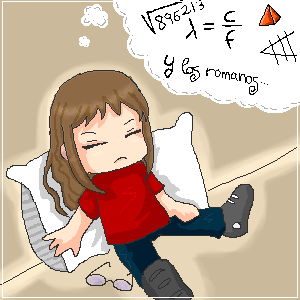 √896213
λ = c/f
y los romanos...